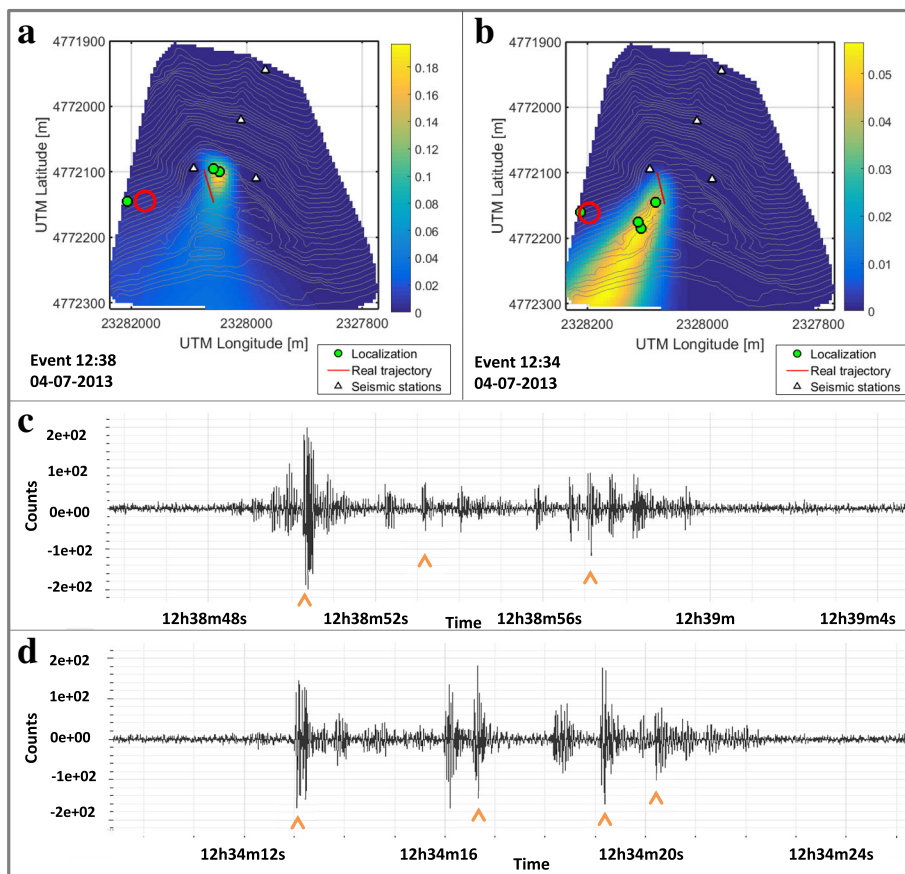 a
4771900
4772000
4772100
4772200
4772300
UTM Latitude [m]
23282000
2328000
2327800
UTM Longitude [m]
0.18
0.16
0.14
0.12
0.10
0.08
0.06
0.04
0.02
0
Event 12:38
04-07-2013
Localization
Real trajectory
Seismic stations
b
4771900
4772000
4772100
4772200
4772300
UTM Latitude [m]
2328200
2328000
2327800
UTM Longitude [m]
0.05
0.04
0.03
0.02
0.01
0
Event 12:34
04-07-2013
Localization
Real trajectory
Seismic stations
c
2e+02
1e+02
0e+00
-1e+02
-2e+02
Counts
12h38m48s
12h38m52s
Time
12h38m56s
12h39m
12h39m4s
d
2e+02
1e+02
0e+00
-1e+02
-2e+02
Counts
12h34m12s
12h34m16
Time
12h34m20s
12h34m24s